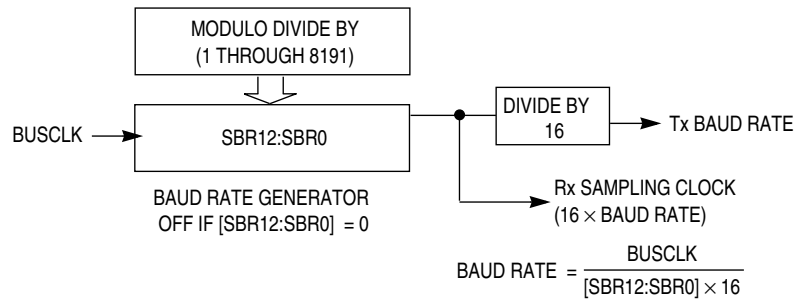 MODULO DIVIDE BY
(1 THROUGH 8191)
BUSCLK
SBR12:SBR0
DIVIDE BY
16
Tx BAUD RATE
BAUD RATE GENERATOR
OFF IF [SBR12:SBR0] = 0
Rx SAMPLING CLOCK
(16 × BAUD RATE)
BAUD RATE =
BUSCLK
[SBR12:SBR0] × 16